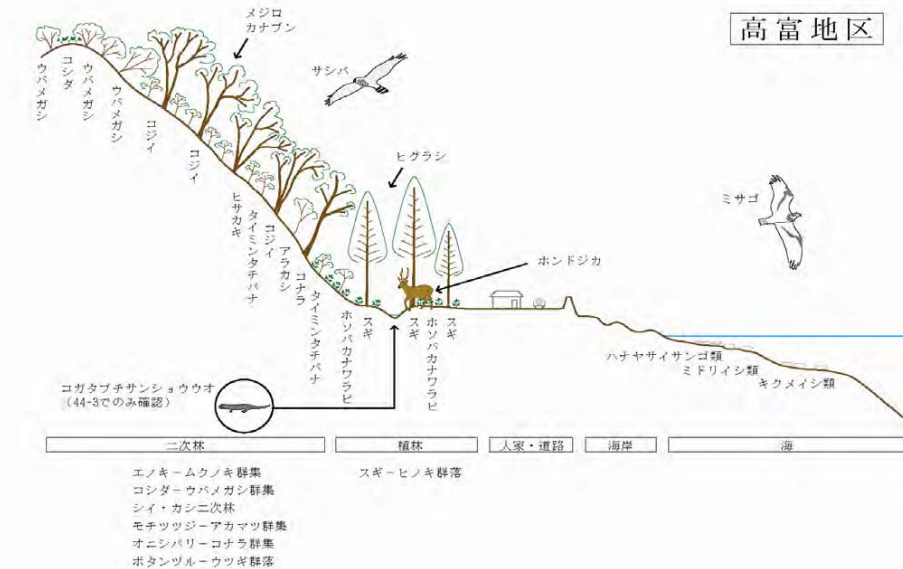 高富地区
メジロ
カナブン
サシバ
ヒグラシ
ミサゴ
ホンドジカ
ウバメガシ
コシダ
ウバメガシ
ウバメガシ
コジイ
コジイ
ヒサカキ
タイミンタチバナ
コジイ
アラカシ
コナラ
タイミンタチバナ
ホソバカナワラビ
スギ
スギ
ホソバカナワラビ
スギ
ハナヤサイサンゴ類
ミドリイシ類
キクメイシ類
コガタブチサンショウウオ
（44-3でのみ確認）
二次林
植林
人家・道路
海岸
海
エノキームクノキ群集
コシダーウバメガシ群集
シイ・カシ二次林
モチツツジーアカマツ群集
オニシバリーコナラ群集
ボタンヅルーウツギ群落
スギーヒノキ群落